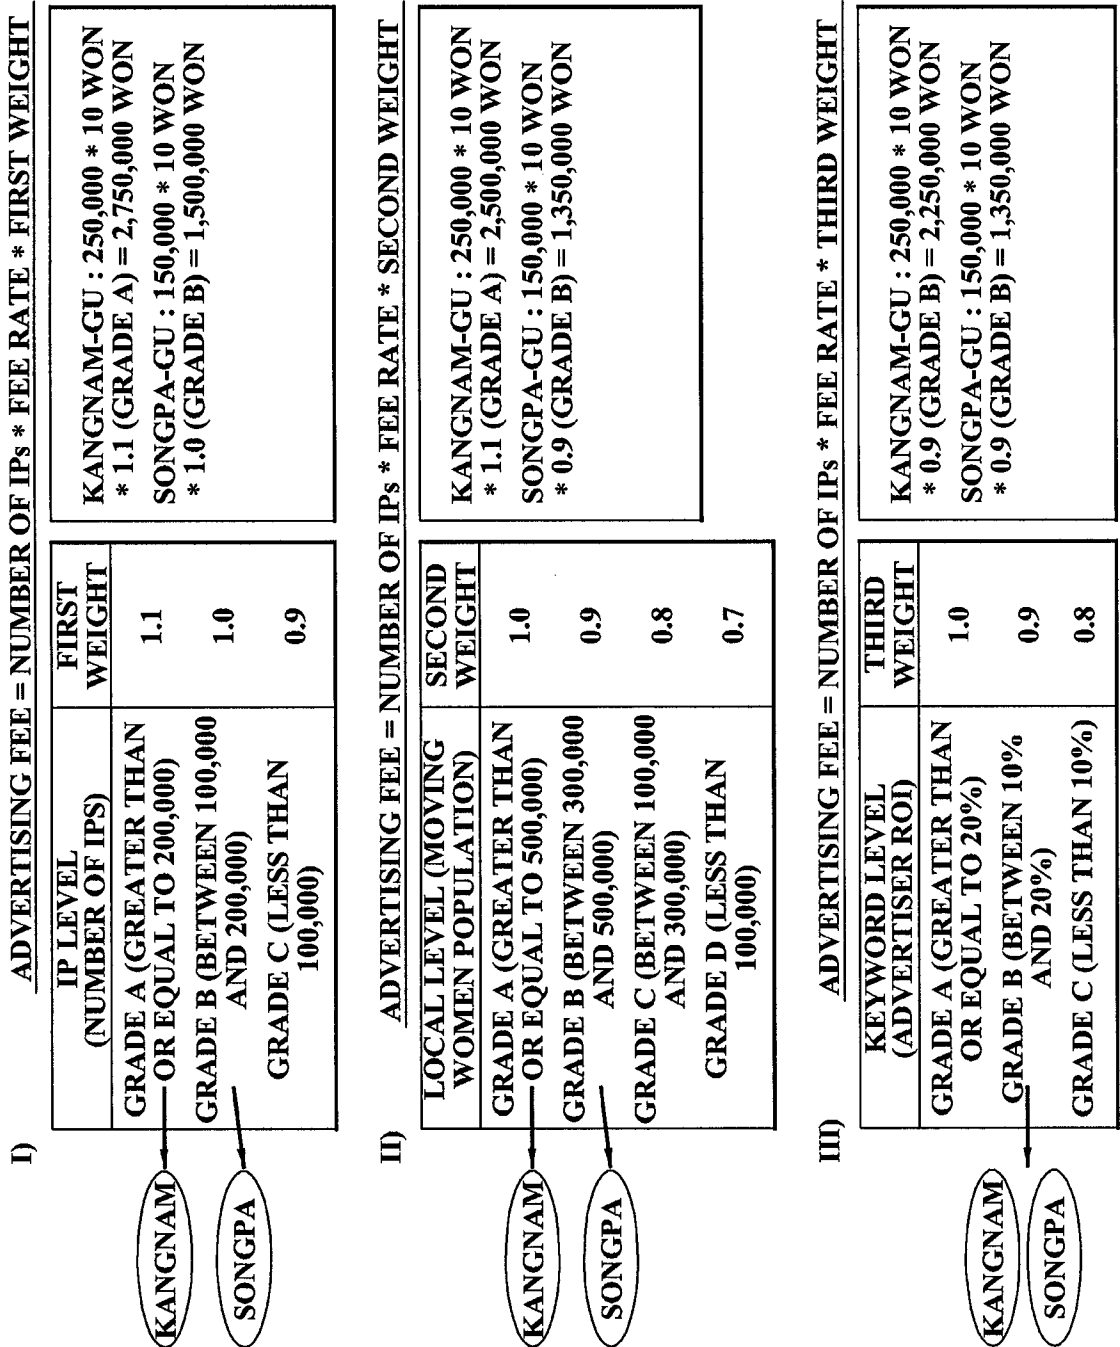 I)
ADVERTISING FEE = NUMBER OF IPs * FEE RATE * FIRST WEIGHT
IP LEVEL
(NUMBER OF IPS)
FIRST
WEIGHT
GRADE A (GREATER THAN
OR EQUAL TO 200,000)
1.1
GRADE B (BETWEEN 100,000
AND 200,000)
1.0
GRADE C (LESS THAN
100,000)
0.9
KANGNAM
SONGPA
KANGNAM-GU : 250,000 * 10 WON
* 1.1 (GRADE A) = 2,750,000 WON
SONGPA-GU : 150,000 * 10 WON
* 1.0 (GRADE B) = 1,500,000 WON
II)
ADVERTISING FEE = NUMBER OF IPs * FEE RATE * SECOND WEIGHT
LOCAL LEVEL (MOVING
WOMEN POPULATION)
SECOND
WEIGHT
GRADE A (GREATER THAN
OR EQUAL TO 500,000)
1.0
GRADE B (BETWEEN 300,000
AND 500,000)
0.9
GRADE C (BETWEEN 100,000
AND 300,000)
0.8
GRADE D (LESS THAN
100,000)
0.7
KANGNAM
SONGPA
KANGNAM-GU : 250,000 * 10 WON
* 1.1 (GRADE A) = 2,500,000 WON
SONGPA-GU : 150,000 * 10 WON
* 0.9 (GRADE B) = 1,350,000 WON
III)
ADVERTISING FEE = NUMBER OF IPs * FEE RATE * THIRD WEIGHT
KEYWORD LEVEL
(ADVERTISER ROI)
THIRD
WEIGHT
GRADE A (GREATER THAN
OR EQUAL TO 20%)
1.0
GRADE B (BETWEEN 10%
AND 20%)
0.9
GRADE C (LESS THAN 10%)
0.8
KANGNAM
SONGPA
KANGNAM-GU : 250,000 * 10 WON
* 0.9 (GRADE B) = 2,250,000 WON
SONGPA-GU : 150,000 * 10 WON
* 0.9 (GRADE B) = 1,350,000 WON